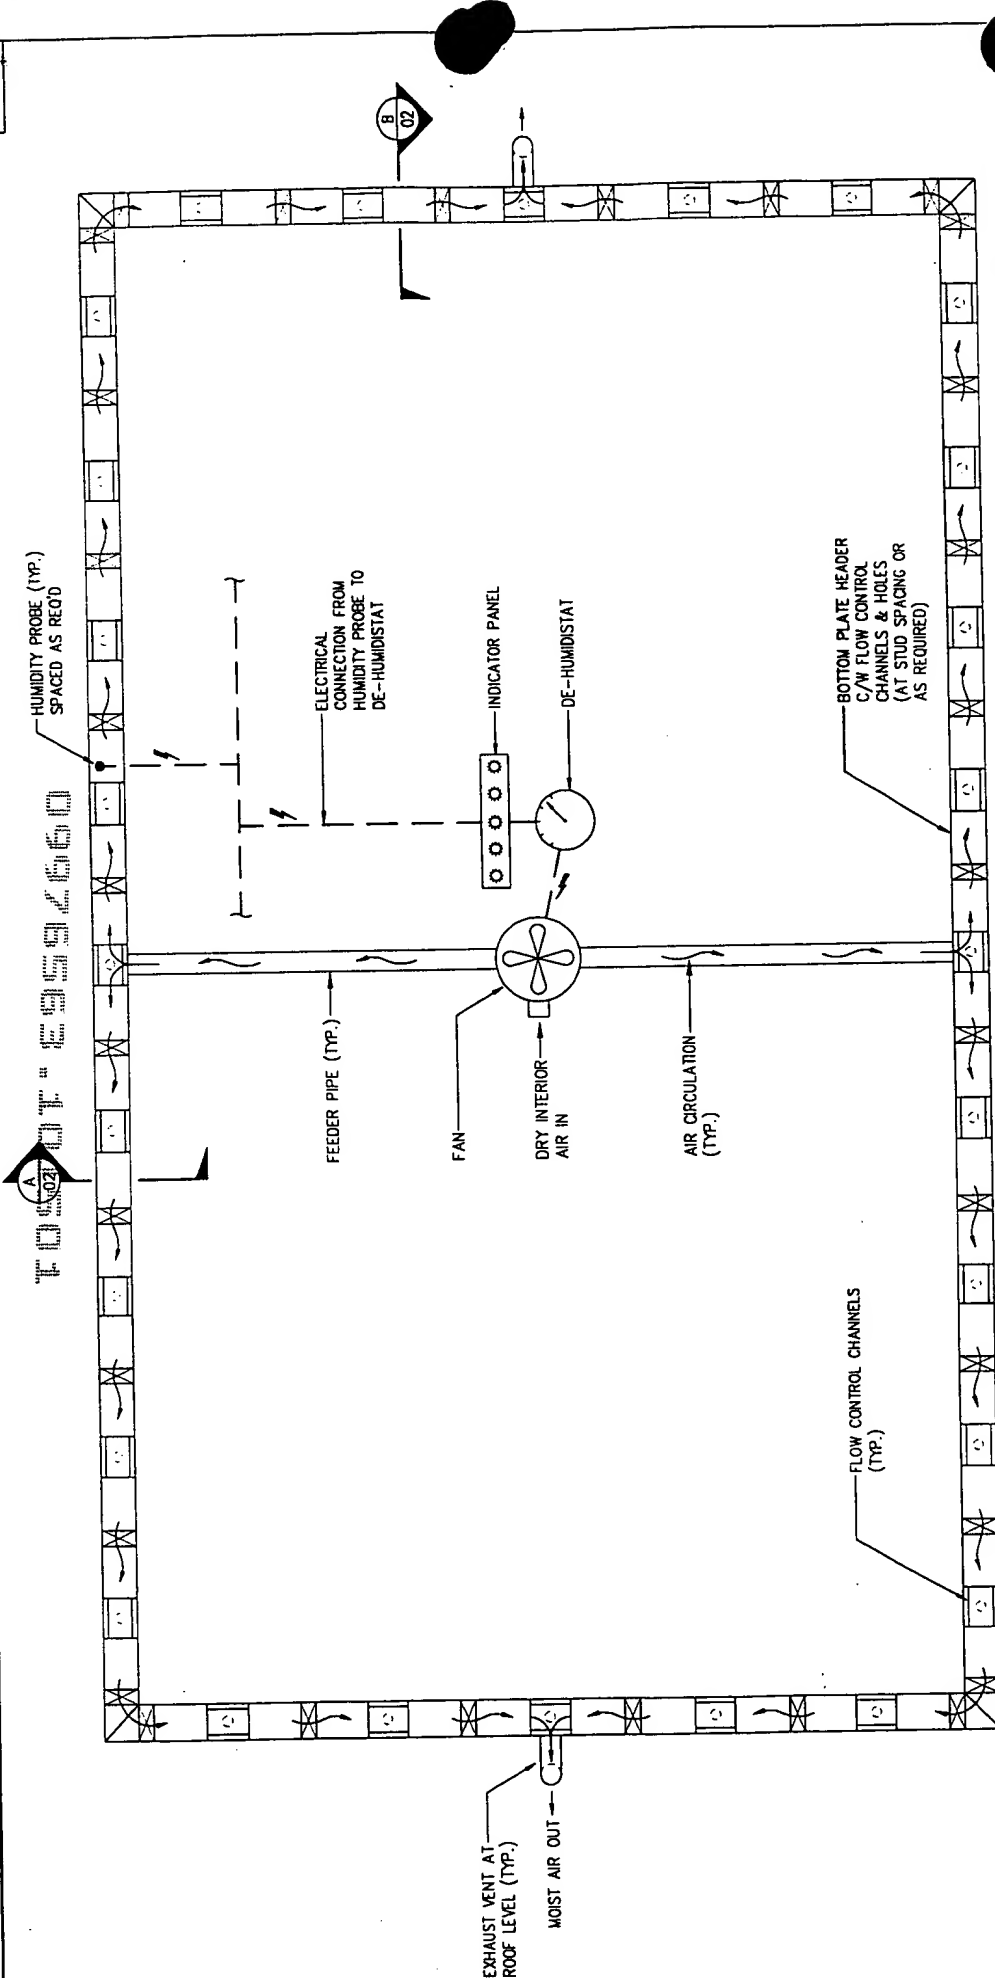 B
02
HUMIDITY PROBE (TYP.)
SPACED AS REQ'D
ELECTRICAL
CONNECTION FROM
HUMIDITY PROBE TO
DE-HUMIDISTAT
INDICATOR PANEL
DE-HUMIDISTAT
BOTTOM PLATE HEADER
C/W FLOW CONTROL
CHANNELS & HOLES
(AT STUD SPACING OR
AS REQUIRED)
A
02
FEEDER PIPE (TYP.)
FAN
DRY INTERIOR
AIR IN
AIR CIRCULATION
(TYP.)
FLOW CONTROL CHANNELS
(TYP.)
EXHAUST VENT AT
ROOF LEVEL (TYP.)
MOIST AIR OUT